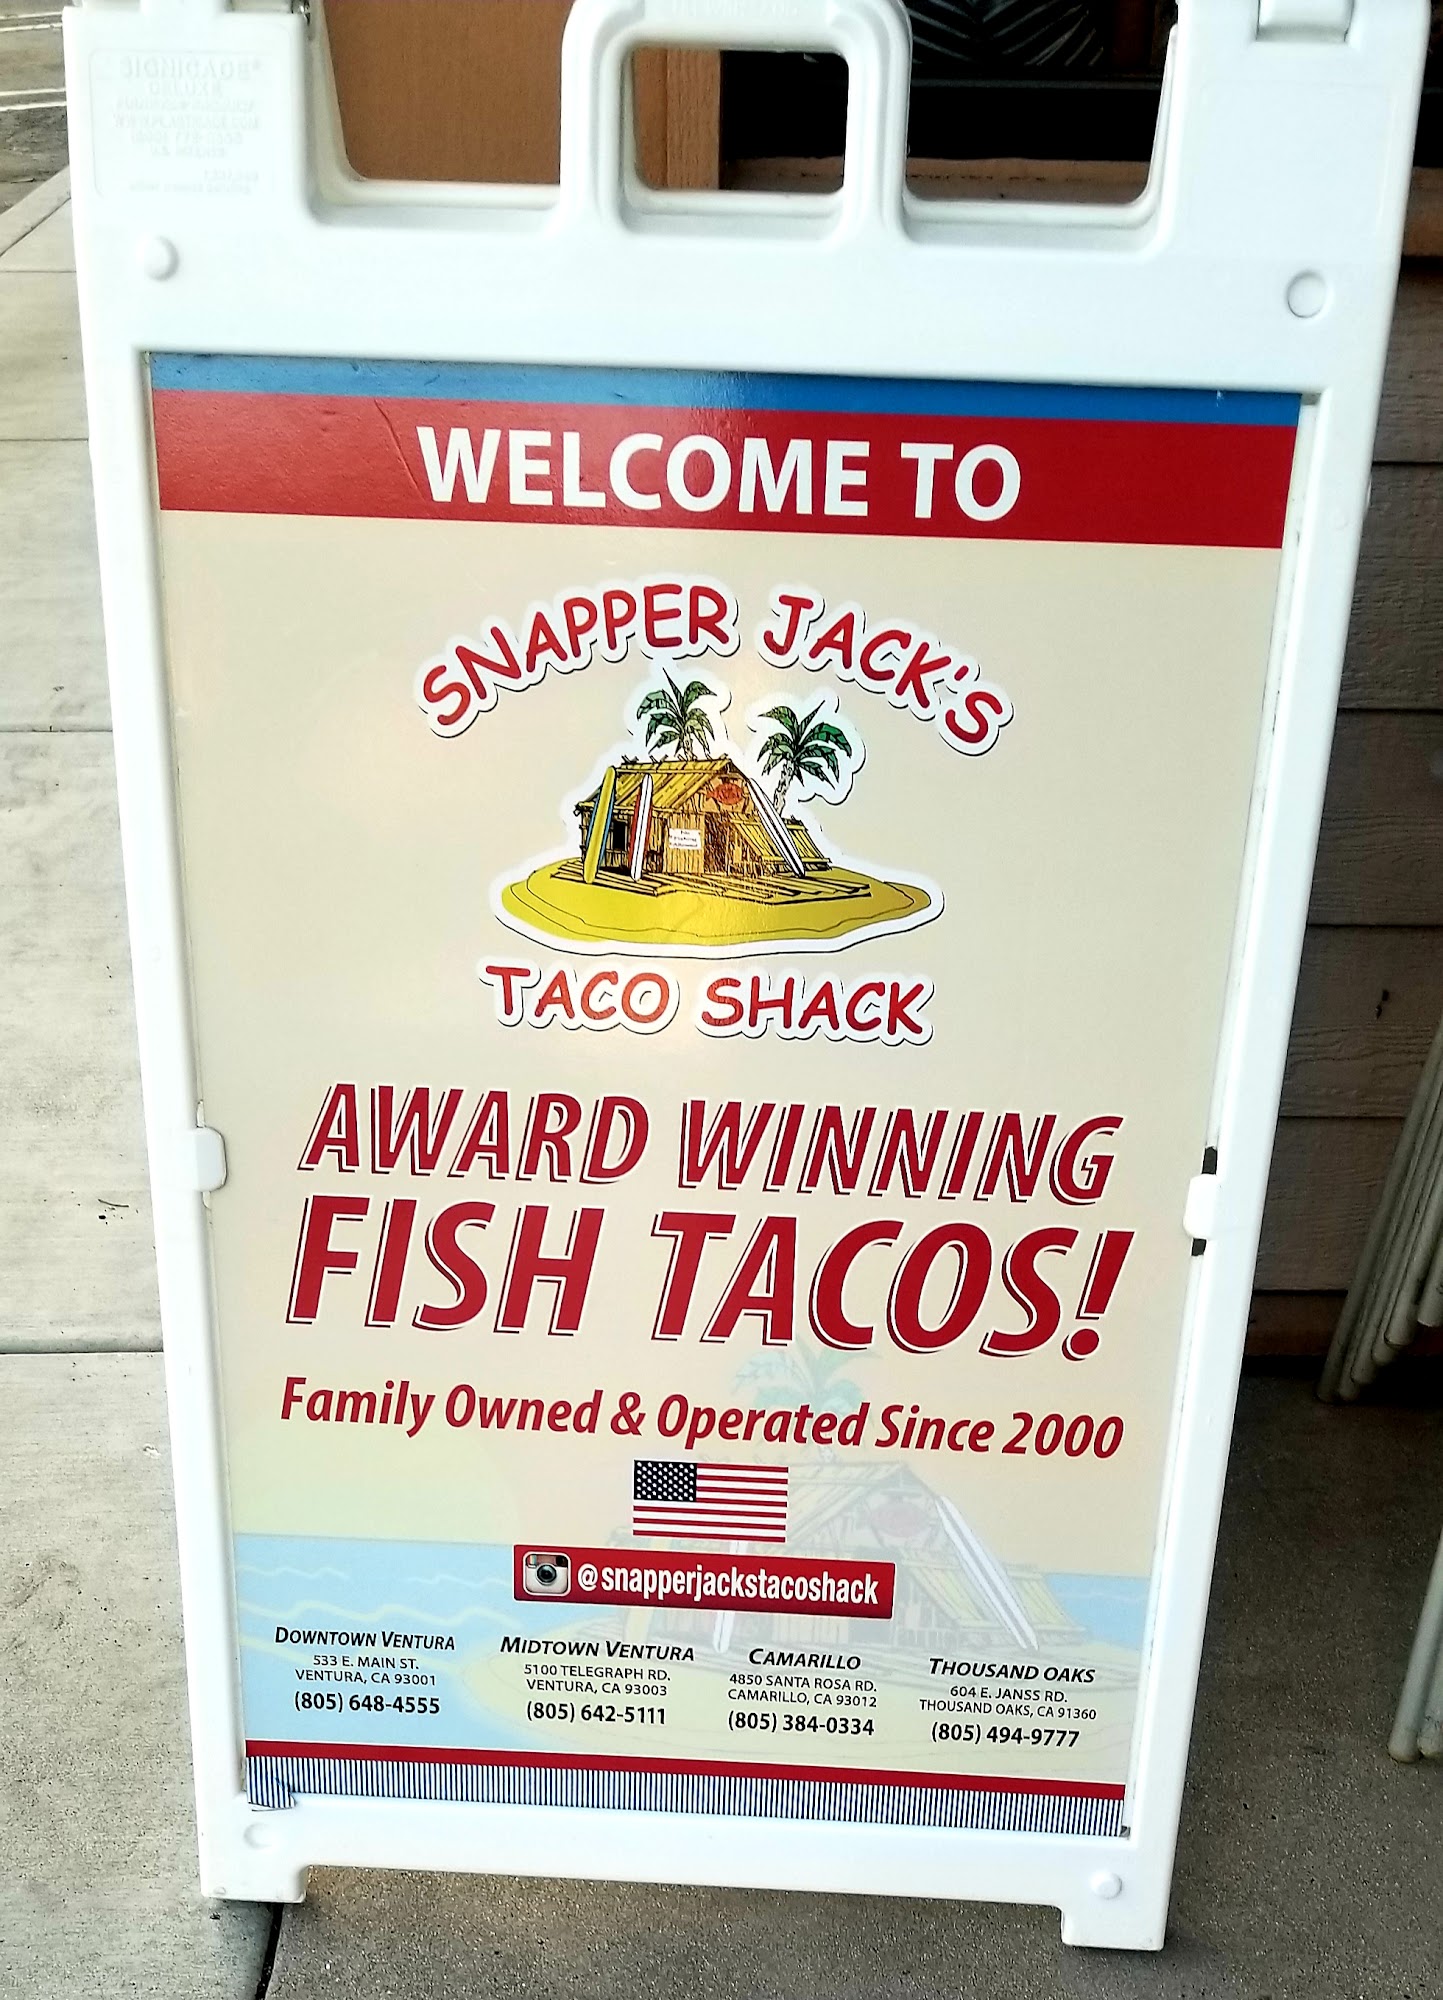 WELCOME TO
SNAPPER JACK'S
TACO SHACK
AWARD WINNING
FISH TACOS!
Family Owned & Operated Since 2000
@snapperjackstacoshack
DOWNTOWN VENTURA
533 E. MAIN ST.
VENTURA, CA 93001
(805) 648-4555
MIDTOWN VENTURA
5100 TELEGRAPH RD.
VENTURA, CA 93003
(805) 642-5111
CAMARILLO
4850 SANTA ROSA RD.
CAMARILLO, CA 93012
(805) 384-0334
THOUSAND OAKS
604 E. JANSS RD.
THOUSAND OAKS, CA 91360
(805) 494-9777